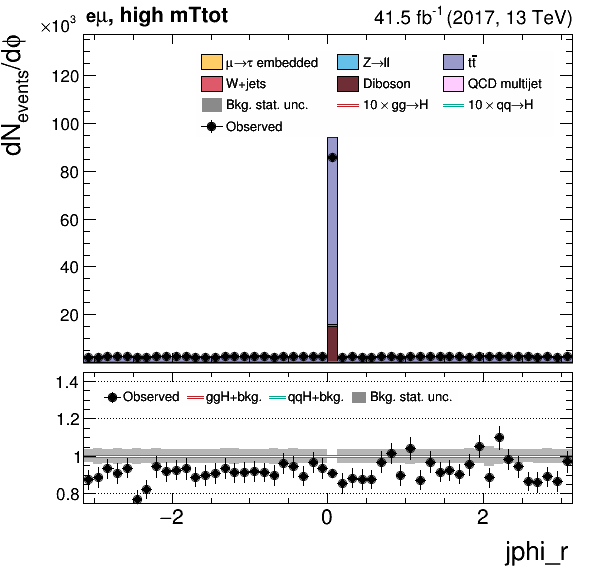 eμ, high mTtot 41.5 fb⁻¹ (2017, 13 TeV)
×10³
dN_events/dϕ
μ→τ embedded Z→ll tt̄
W+jets Diboson QCD multijet
Bkg. stat. unc. 10 × gg→H 10 × qq→H
Observed
120
100
80
60
40
20
Observed ggH+bkg. qqH+bkg. Bkg. stat. unc.
1.4
1.2
1
0.8
−2 0 2
jphi_r